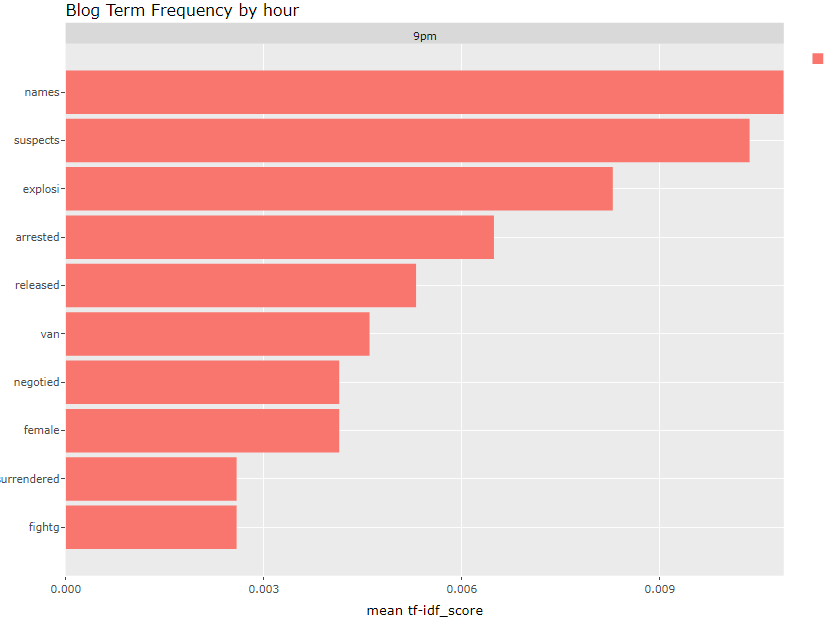 Blog Term Frequency by hour
9pm
names
suspects
explosi
arrested
released
van
negotied
female
surrendered
fightg
0.000 0.003 0.006 0.009
mean tf-idf_score